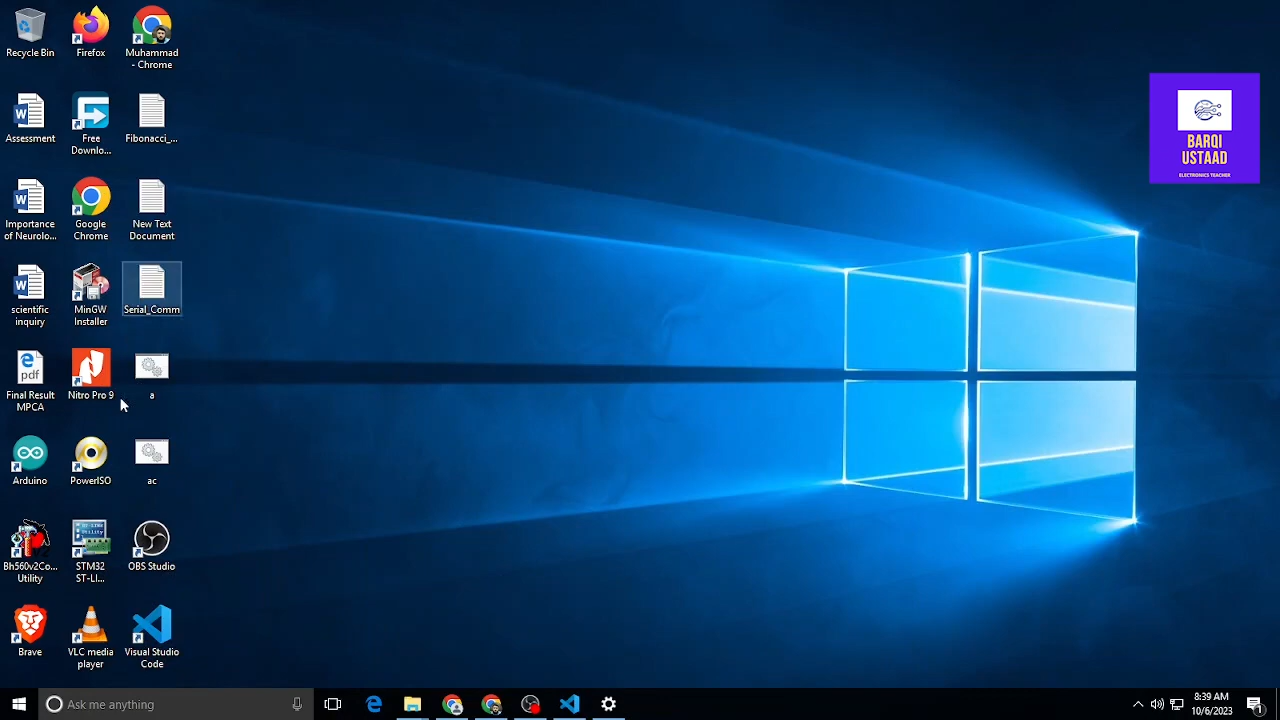 Recycle Bin
Firefox
Muhammad
- Chrome
Assessment
Free
Downlo...
Fibonacci_...
Importance
of Neurolo...
Google
Chrome
New Text
Document
scientific
inquiry
MinGW
Installer
Serial_Comm
Final Result
MPCA
Nitro Pro 9
a
Arduino
PowerISO
ac
Bh560v2Co...
Utility
STM32
ST-LI...
OBS Studio
Brave
VLC media
player
Visual Studio
Code
BARQI
USTAAD
ELECTRONICS TEACHER
Ask me anything
8:39 AM
10/6/2023